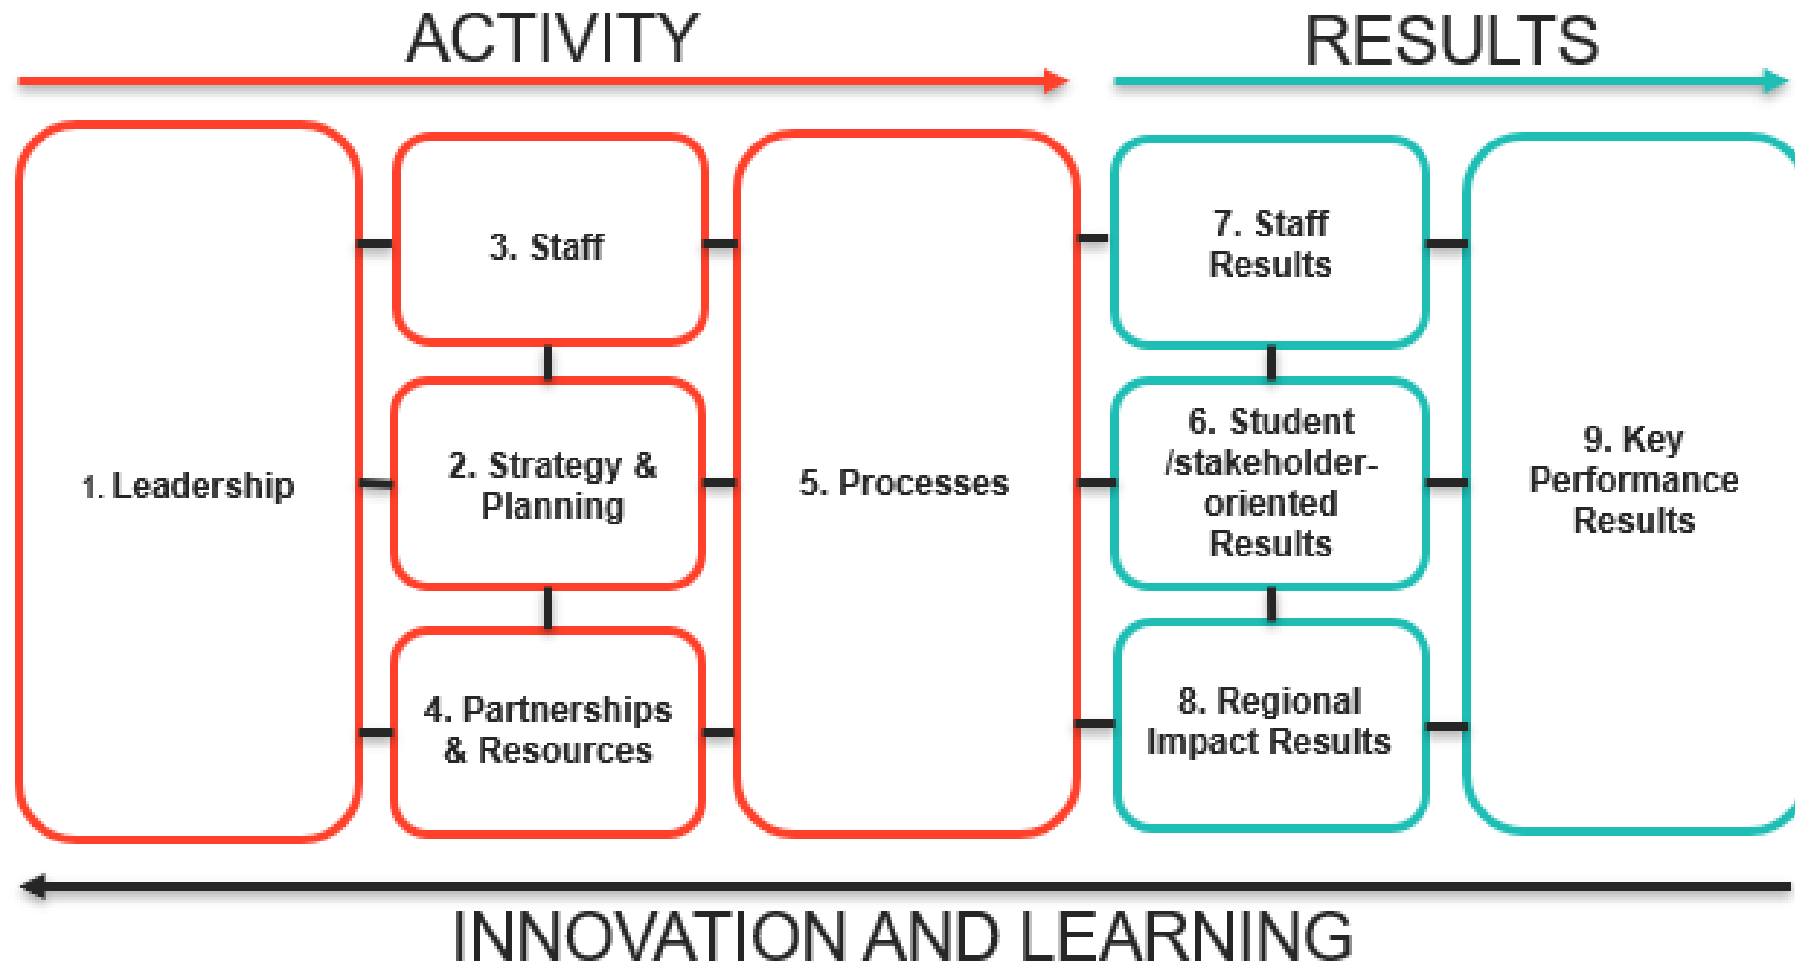 ACTIVITY
RESULTS
1. Leadership
3. Staff
2. Strategy &
Planning
4. Partnerships
& Resources
5. Processes
7. Staff
Results
6. Student
/stakeholder-
oriented
Results
8. Regional
Impact Results
9. Key
Performance
Results
INNOVATION AND LEARNING